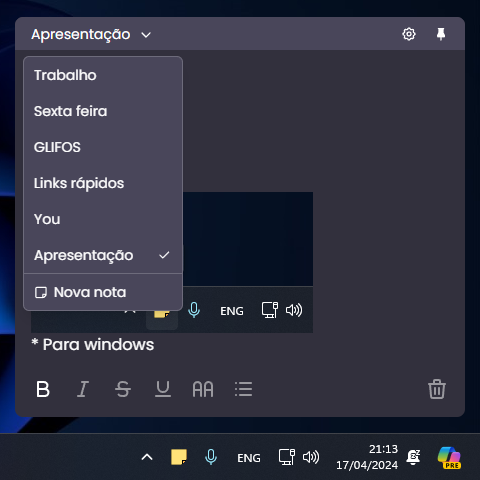 Apresentação
Trabalho
Sexta feira
GLIFOS
Links rápidos
You
Apresentação
Nova nota
ENG
* Para windows
B I S U AA
ENG
21:13
17/04/2024
PRE